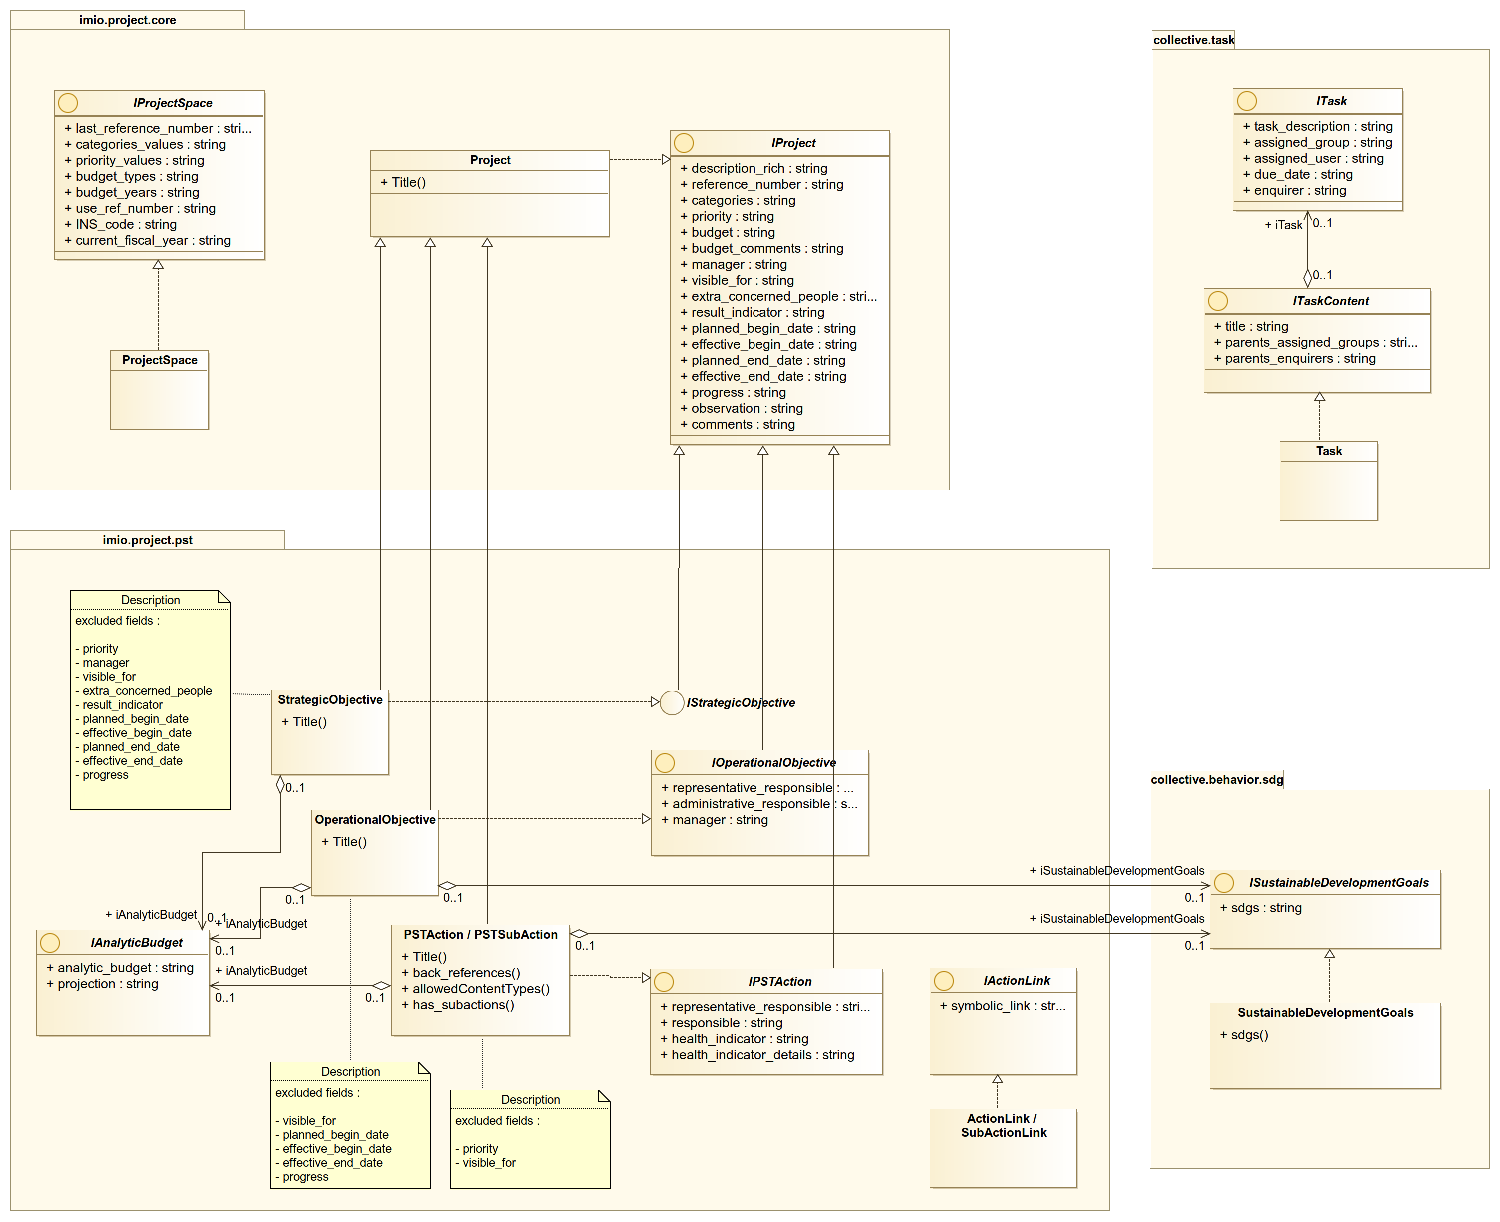 imio.project.core
IProjectSpace
+ last_reference_number : stri...
+ categories_values : string
+ priority_values : string
+ budget_types : string
+ budget_years : string
+ use_ref_number : string
+ INS_code : string
+ current_fiscal_year : string
ProjectSpace
Project
+ Title()
IProject
+ description_rich : string
+ reference_number : string
+ categories : string
+ priority : string
+ budget : string
+ budget_comments : string
+ manager : string
+ visible_for : string
+ extra_concerned_people : stri...
+ result_indicator : string
+ planned_begin_date : string
+ effective_begin_date : string
+ planned_end_date : string
+ effective_end_date : string
+ progress : string
+ observation : string
+ comments : string
collective.task
ITask
+ task_description : string
+ assigned_group : string
+ assigned_user : string
+ due_date : string
+ enquirer : string
+ iTask
0..1
0..1
ITaskContent
+ title : string
+ parents_assigned_groups : stri...
+ parents_enquirers : string
Task
imio.project.pst
Description
excluded fields :
- priority
- manager
- visible_for
- extra_concerned_people
- result_indicator
- planned_begin_date
- effective_begin_date
- planned_end_date
- effective_end_date
- progress
StrategicObjective
+ Title()
0..1
IStrategicObjective
IOperationalObjective
+ representative_responsible : ...
+ administrative_responsible : s...
+ manager : string
OperationalObjective
+ Title()
0..1
0..1
+ iAnalyticBudget
0..1
+ iAnalyticBudget
0..1
+ iAnalyticBudget
0..1
0..1
IAnalyticBudget
+ analytic_budget : string
+ projection : string
PSTAction / PSTSubAction
+ Title()
+ back_references()
+ allowedContentTypes()
+ has_subactions()
0..1
IPSTAction
+ representative_responsible : stri...
+ responsible : string
+ health_indicator : string
+ health_indicator_details : string
IActionLink
+ symbolic_link : str...
ActionLink /
SubActionLink
Description
excluded fields :
- visible_for
- planned_begin_date
- effective_begin_date
- effective_end_date
- progress
Description
excluded fields :
- priority
- visible_for
collective.behavior.sdg
+ iSustainableDevelopmentGoals
0..1
+ iSustainableDevelopmentGoals
0..1
ISustainableDevelopmentGoals
+ sdgs : string
SustainableDevelopmentGoals
+ sdgs()